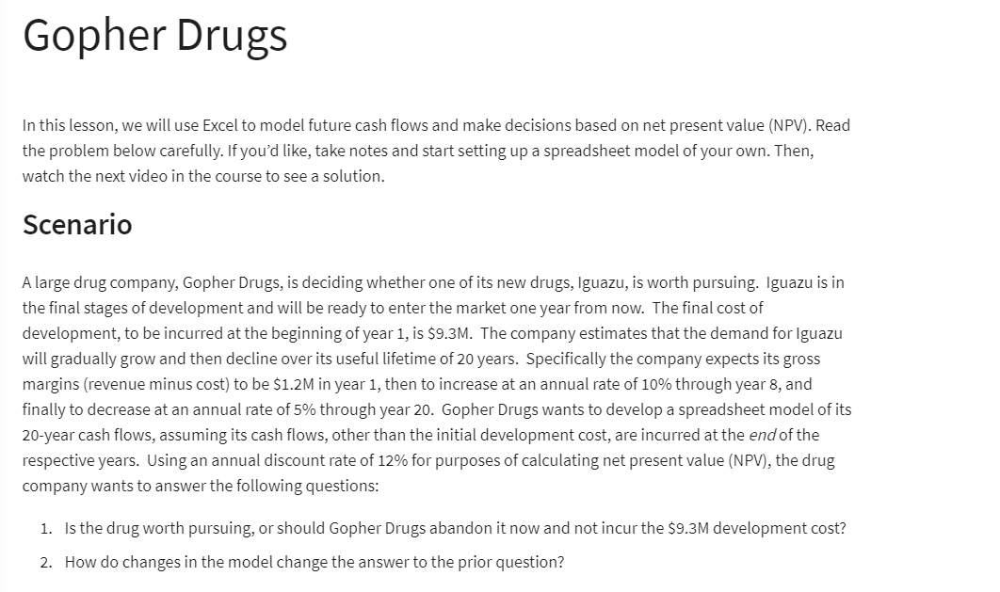 Gopher Drugs
In this lesson, we will use Excel to model future cash flows and make decisions based on net present value (NPV). Read
the problem below carefully. If you’d like, take notes and start setting up a spreadsheet model of your own. Then,
watch the next video in the course to see a solution.
Scenario
A large drug company, Gopher Drugs, is deciding whether one of its new drugs, Iguazu, is worth pursuing. Iguazu is in
the final stages of development and will be ready to enter the market one year from now. The final cost of
development, to be incurred at the beginning of year 1, is $9.3M. The company estimates that the demand for Iguazu
will gradually grow and then decline over its useful lifetime of 20 years. Specifically the company expects its gross
margins (revenue minus cost) to be $1.2M in year 1, then to increase at an annual rate of 10% through year 8, and
finally to decrease at an annual rate of 5% through year 20. Gopher Drugs wants to develop a spreadsheet model of its
20-year cash flows, assuming its cash flows, other than the initial development cost, are incurred at the end of the
respective years. Using an annual discount rate of 12% for purposes of calculating net present value (NPV), the drug
company wants to answer the following questions:
1. Is the drug worth pursuing, or should Gopher Drugs abandon it now and not incur the $9.3M development cost?
2. How do changes in the model change the answer to the prior question?